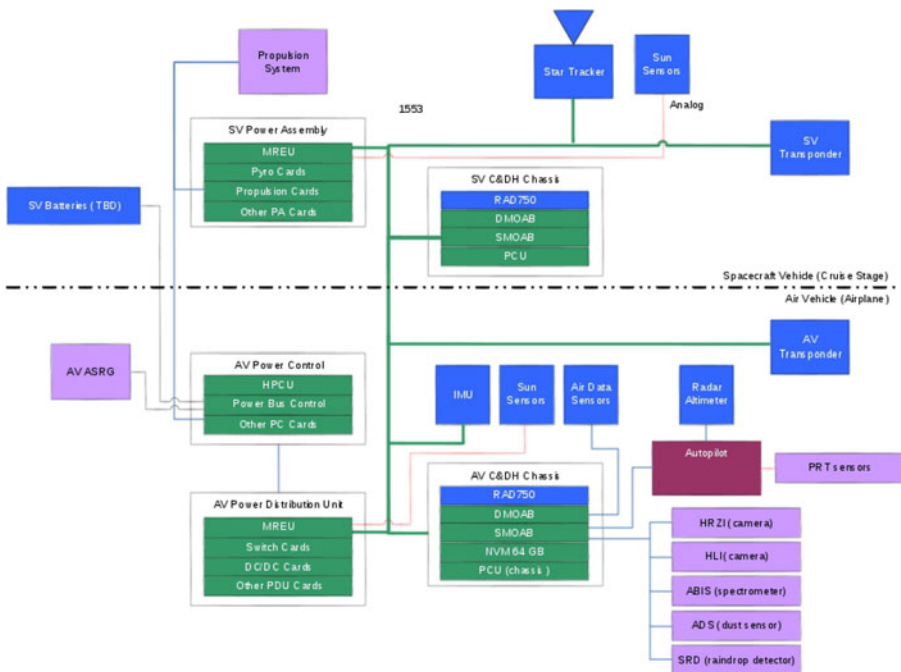 Propulsion
System
Star Tracker
Sun
Sensors
1553
Analog
SV Power Assembly
MREU
Pyro Cards
Propulsion Cards
Other PA Cards
SV
Transponder
SV C&DH Chassis
RAD750
DMOAB
SMOAB
PCU
SV Batteries (TBD)
Spacecraft Vehicle (Cruise Stage)
Air Vehicle (Airplane)
AV
Transponder
AV ASRG
AV Power Control
HPCU
Power Bus Control
Other PC Cards
IMU
Sun
Sensors
Air Data
Sensors
Radar
Altimeter
Autopilot
PRT sensors
AV C&DH Chassis
RAD750
DMOAB
SMOAB
NVM 64 GB
PCU (chassis)
AV Power Distribution Unit
MREU
Switch Cards
DC/DC Cards
Other PDU Cards
HRZI (camera)
HLI (camera)
ABIS (spectrometer)
ADS (dust sensor)
SRD (raindrop detector)